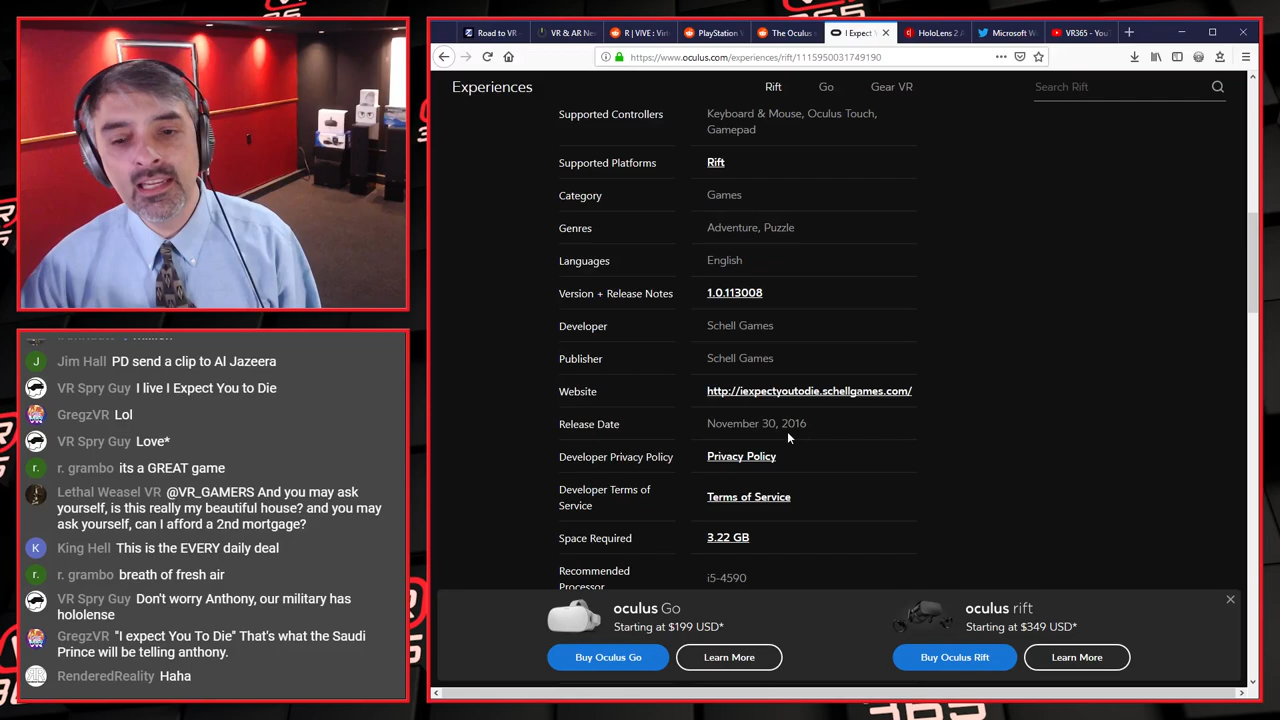 Road to VR -
VR & AR Ne
R | VIVE : Virt
PlayStation V
The Oculus
I Expect Y
HoloLens 2 A
Microsoft W
VR365 - You
https://www.oculus.com/experiences/rift/1115950031749190
Experiences
Rift
Go
Gear VR
Search Rift
Supported Controllers
Keyboard & Mouse, Oculus Touch,
Gamepad
Supported Platforms
Rift
Category
Games
Genres
Adventure, Puzzle
Languages
English
Version + Release Notes
1.0.113008
Developer
Schell Games
Publisher
Schell Games
Website
http://iexpectyoutodie.schellgames.com/
Release Date
November 30, 2016
Developer Privacy Policy
Privacy Policy
Developer Terms of
Service
Terms of Service
Space Required
3.22 GB
Recommended
Processor
i5-4590
oculus Go
Starting at $199 USD*
Buy Oculus Go
Learn More
oculus rift
Starting at $349 USD*
Buy Oculus Rift
Learn More
J
Jim Hall PD send a clip to Al Jazeera
VR Spry Guy I live I Expect You to Die
GregzVR Lol
VR Spry Guy Love*
r.
r. grambo its a GREAT game
Lethal Weasel VR @VR_GAMERS And you may ask
yourself, is this really my beautiful house? and you may
ask yourself, can I afford a 2nd mortgage?
K
King Hell This is the EVERY daily deal
r.
r. grambo breath of fresh air
VR Spry Guy Don't worry Anthony, our military has
hololense
GregzVR "I expect You To Die" That's what the Saudi
Prince will be telling anthony.
RenderedReality Haha
365